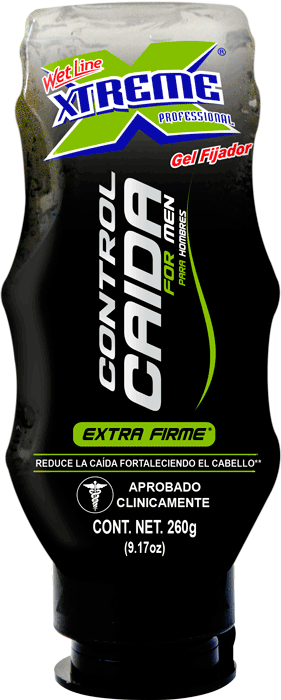 Wet Line
XTREME®
PROFESSIONAL
Gel Fijador
CONTROL
CAIDA
FOR MEN
PARA HOMBRES
EXTRA FIRME*
REDUCE LA CAÍDA FORTALECIENDO EL CABELLO**
APROBADO
CLINICAMENTE
CONT. NET. 260g
(9.17oz)